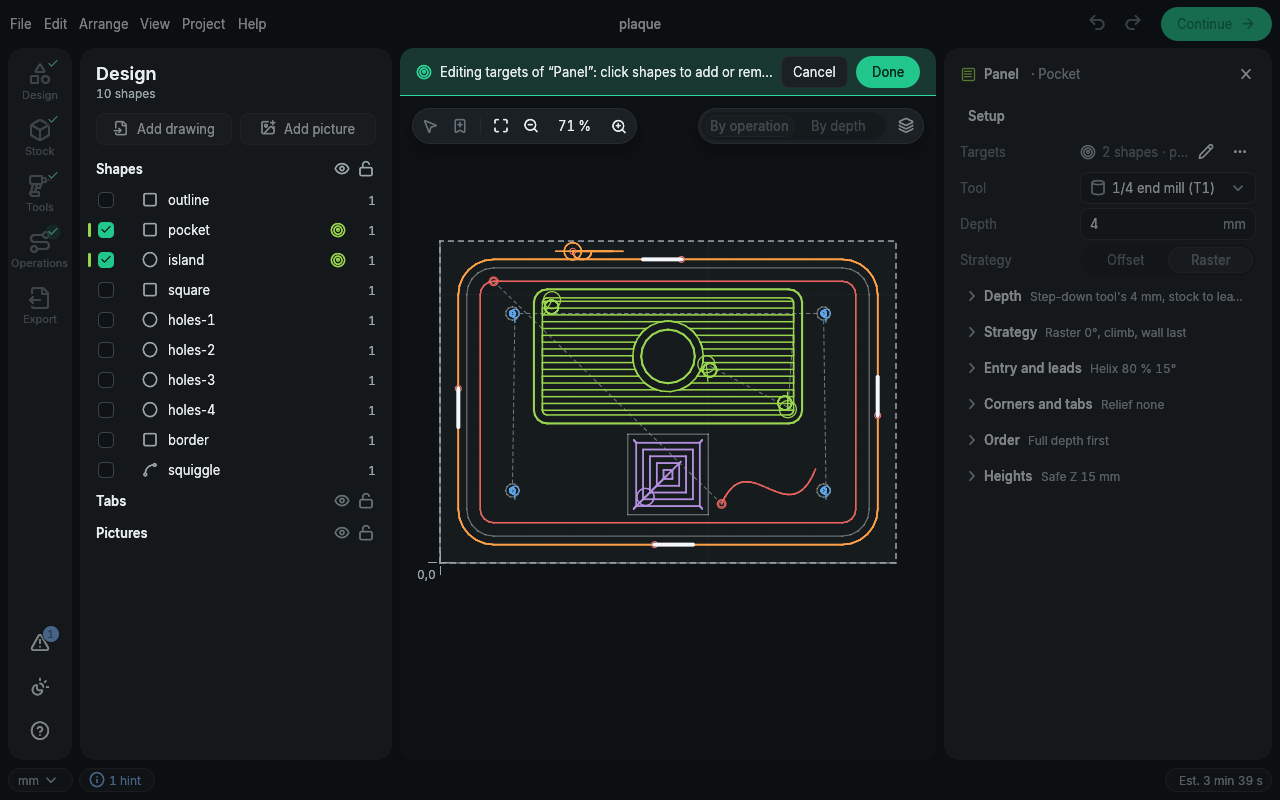 File Edit Arrange View Project Help
plaque
Continue
Design
Stock
Tools
Operations
Export
1
Design
10 shapes
Add drawing
Add picture
Shapes
outline 1
pocket 1
island 1
square 1
holes-1 1
holes-2 1
holes-3 1
holes-4 1
border 1
squiggle 1
Tabs
Pictures
Editing targets of “Panel”: click shapes to add or rem...
Cancel
Done
71 %
By operation
By depth
0,0
Panel · Pocket
Setup
Targets 2 shapes · p...
Tool 1/4 end mill (T1)
Depth 4 mm
Strategy Offset Raster
Depth Step-down tool's 4 mm, stock to lea...
Strategy Raster 0°, climb, wall last
Entry and leads Helix 80 % 15°
Corners and tabs Relief none
Order Full depth first
Heights Safe Z 15 mm
mm
1 hint
Est. 3 min 39 s